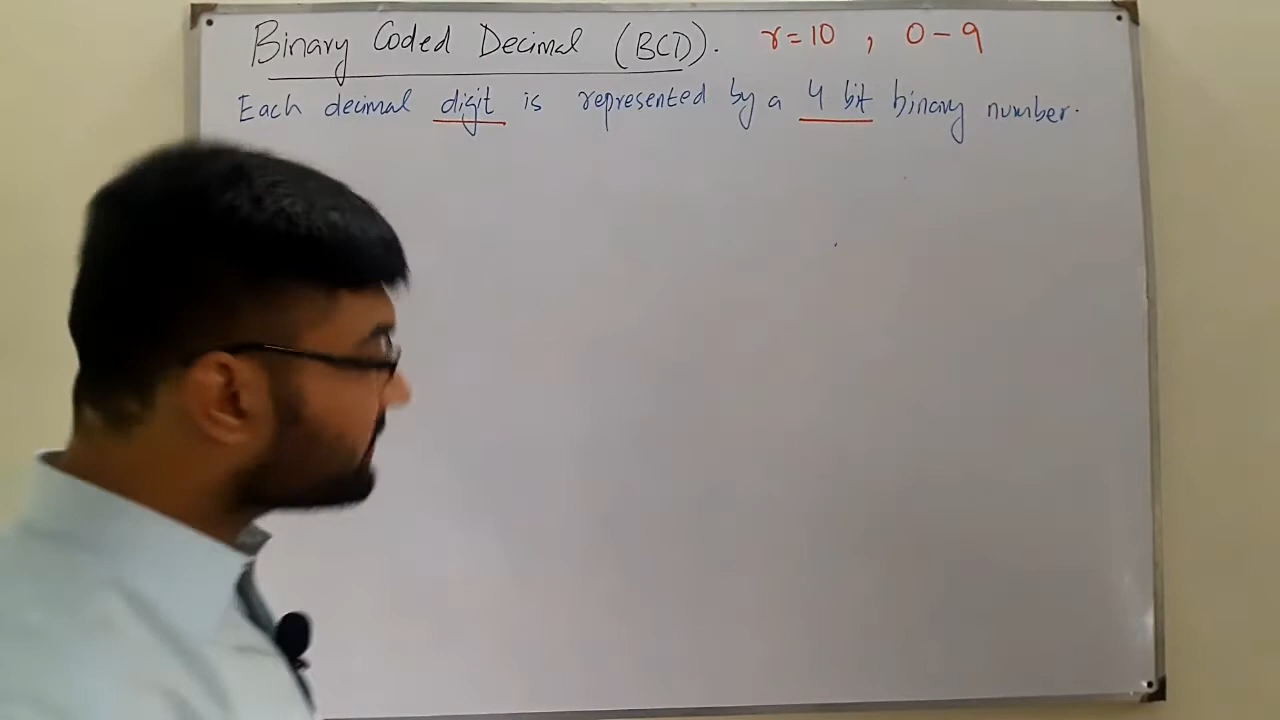 Binary Coded Decimal (BCD). r=10 , 0-9
Each decimal digit is represented by a 4 bit binary number.